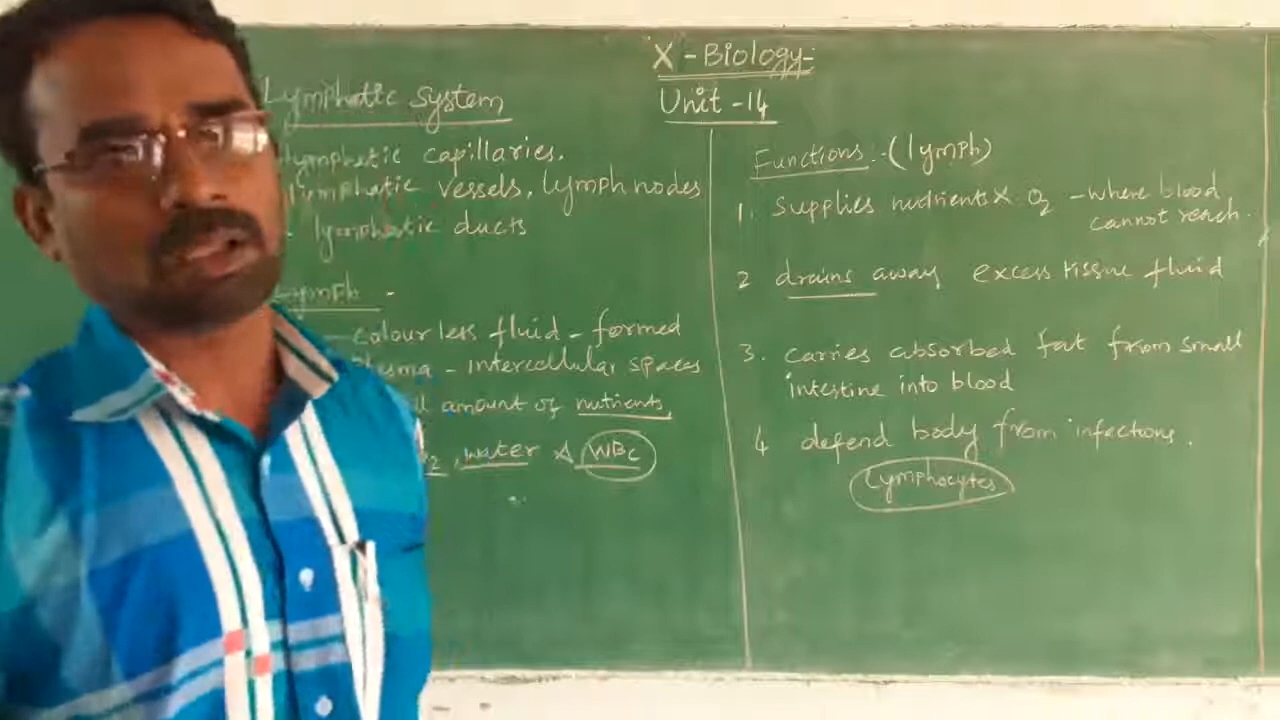 X - Biology:-
Unit - 14
Lymphatic System
lymphatic capillaries.
lymphatic vessels, lymph nodes
lymphatic ducts
Lymph -
- colourless fluid - formed
plasma - intercellular spaces
amount of nutrients,
, water & WBC
Functions :- (lymph)
1. Supplies nutrients & O2 - where blood
cannot reach.
2 drains away excess tissue fluid
3. carries absorbed fat from small
intestine into blood
4 defend body from infections.
Lymphocytes